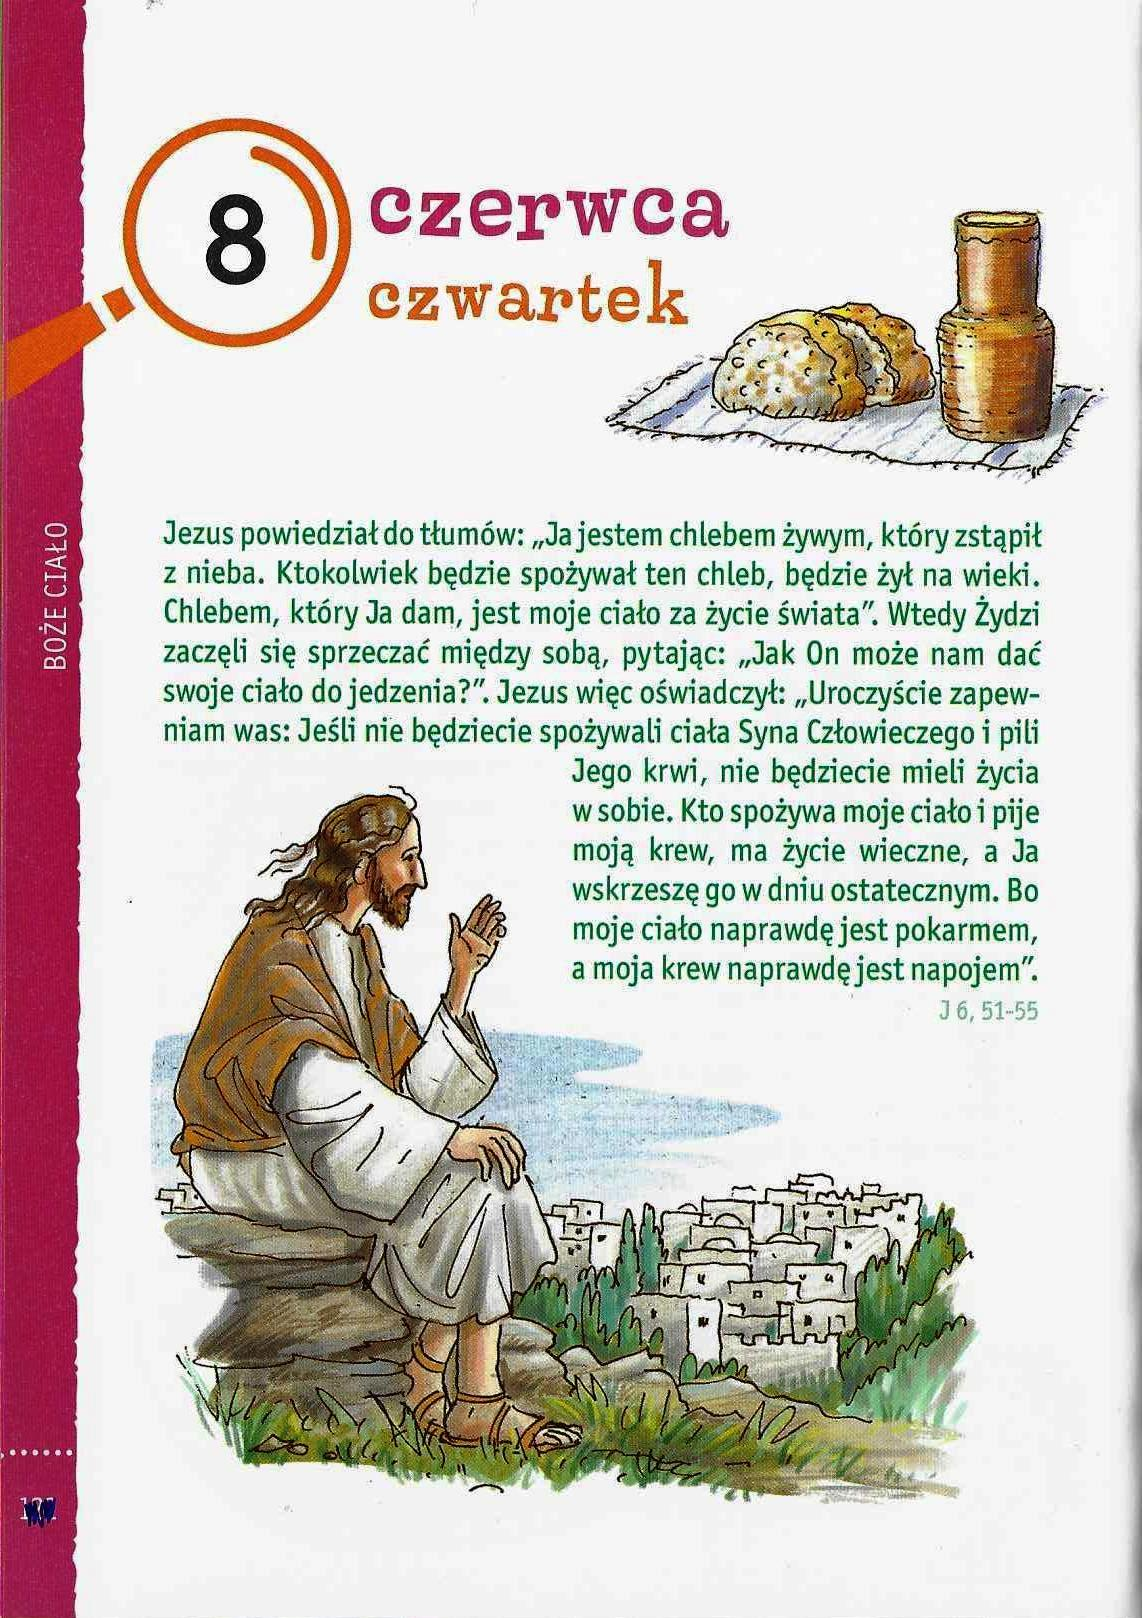 8
czerwca
czwartek
BOŻE CIAŁO
Jezus powiedział do tłumów: „Ja jestem chlebem żywym, który zstąpił
z nieba. Ktokolwiek będzie spożywał ten chleb, będzie żył na wieki.
Chlebem, który Ja dam, jest moje ciało za życie świata”. Wtedy Żydzi
zaczęli się sprzeczać między sobą, pytając: „Jak On może nam dać
swoje ciało do jedzenia?”. Jezus więc oświadczył: „Uroczyście zapew-
niam was: Jeśli nie będziecie spożywali ciała Syna Człowieczego i pili
Jego krwi, nie będziecie mieli życia
w sobie. Kto spożywa moje ciało i pije
moją krew, ma życie wieczne, a Ja
wskrzeszę go w dniu ostatecznym. Bo
moje ciało naprawdę jest pokarmem,
a moja krew naprawdę jest napojem”.
J 6, 51-55